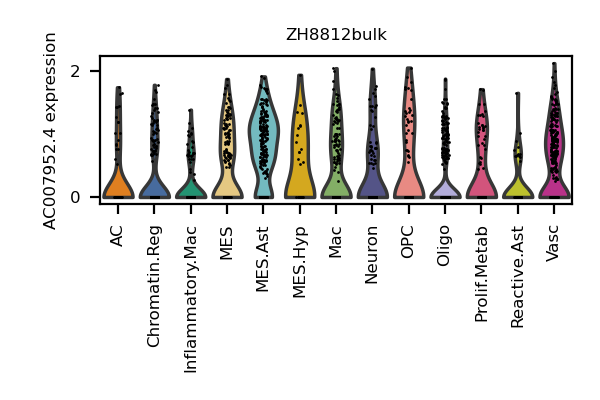 ZH8812bulk
AC007952.4 expression
2
0
AC
Chromatin.Reg
Inflammatory.Mac
MES
MES.Ast
MES.Hyp
Mac
Neuron
OPC
Oligo
Prolif.Metab
Reactive.Ast
Vasc